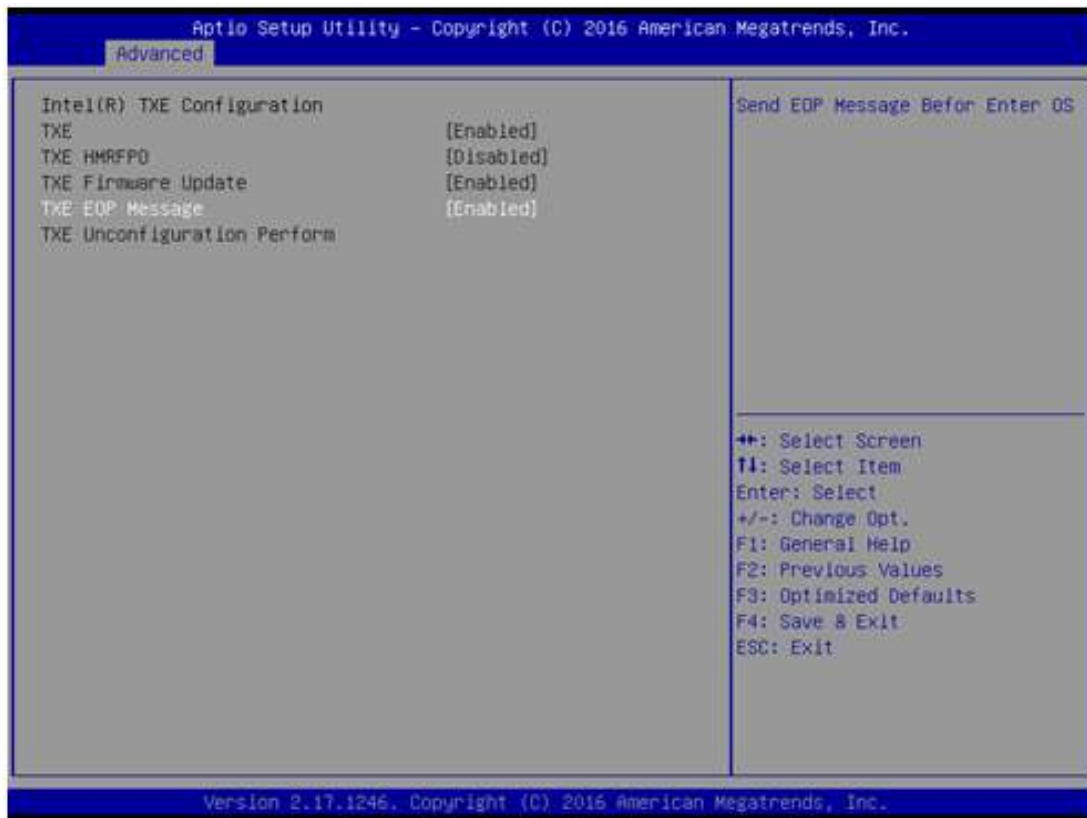 Aptio Setup Utility – Copyright (C) 2016 American Megatrends, Inc.
Advanced
Intel(R) TXE Configuration
TXE [Enabled]
TXE HMRFPO [Disabled]
TXE Firmware Update [Enabled]
TXE EOP Message [Enabled]
TXE Unconfiguration Perform
Send EOP Message Befor Enter OS
→←: Select Screen
↑↓: Select Item
Enter: Select
+/-: Change Opt.
F1: General Help
F2: Previous Values
F3: Optimized Defaults
F4: Save & Exit
ESC: Exit
Version 2.17.1246. Copyright (C) 2016 American Megatrends, Inc.